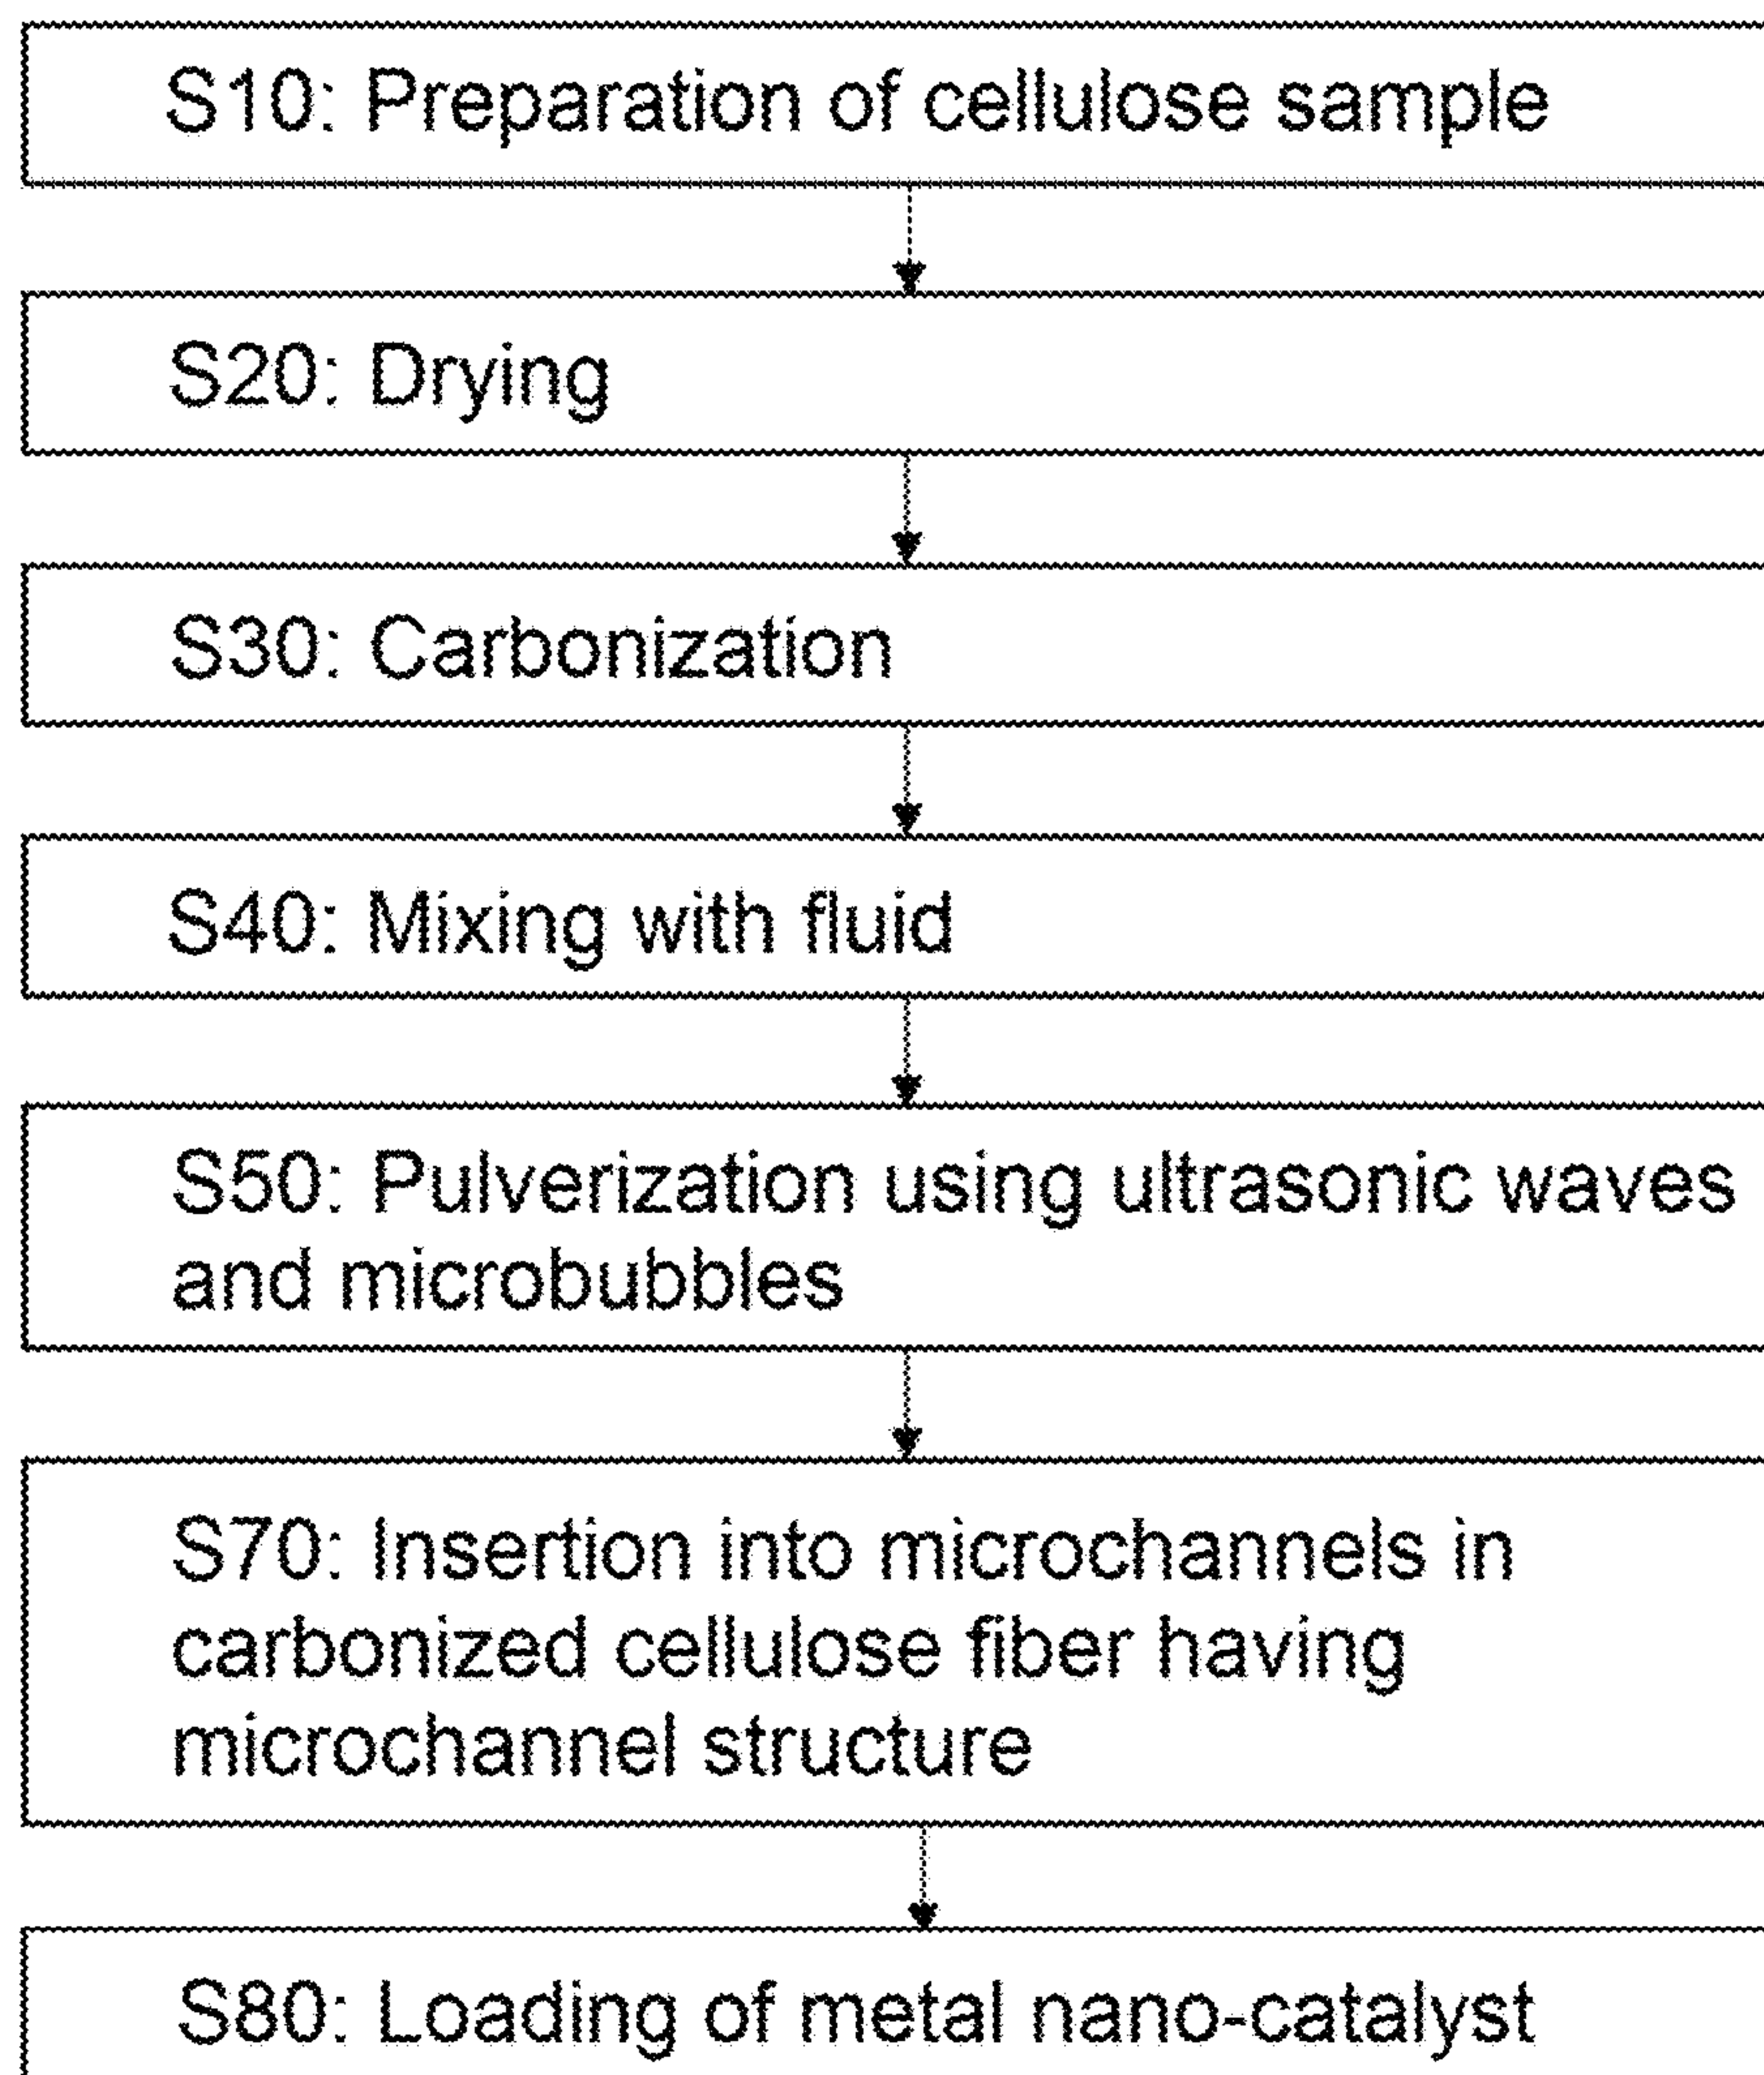 S10: Preparation of cellulose sample
S20: Drying
S30: Carbonization
S40: Mixing with fluid
S50: Pulverization using ultrasonic waves
and microbubbles
S70: Insertion into microchannels in
carbonized cellulose fiber having
microchannel structure
S80: Loading of metal nano-catalyst